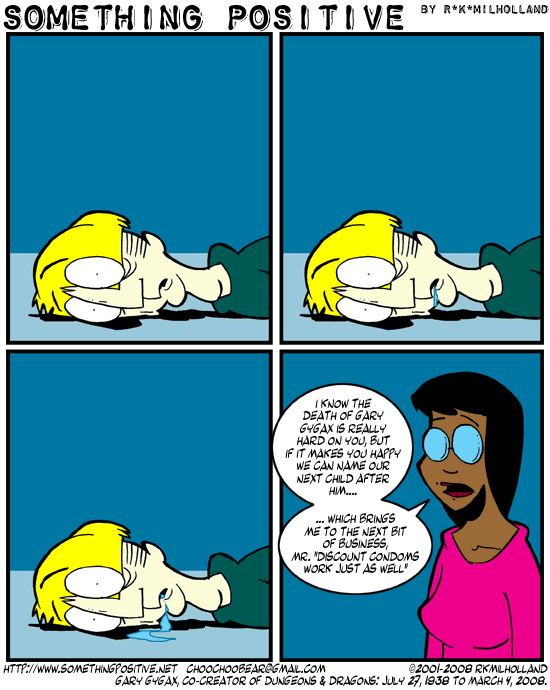 SOMETHING POSITIVE BY R*K*MILHOLLAND
I KNOW THE
DEATH OF GARY
GYGAX IS REALLY
HARD ON YOU, BUT
IF IT MAKES YOU HAPPY
WE CAN NAME OUR
NEXT CHILD AFTER
HIM....
... WHICH BRINGS
ME TO THE NEXT BIT
OF BUSINESS,
MR. "DISCOUNT CONDOMS
WORK JUST AS WELL"
HTTP://WWW.SOMETHINGPOSITIVE.NET CHOOCHOOBEAR@GMAIL.COM ©2001-2008 RKMILHOLLAND
GARY GYGAX, CO-CREATOR OF DUNGEONS & DRAGONS: JULY 27, 1938 TO MARCH 4, 2008.